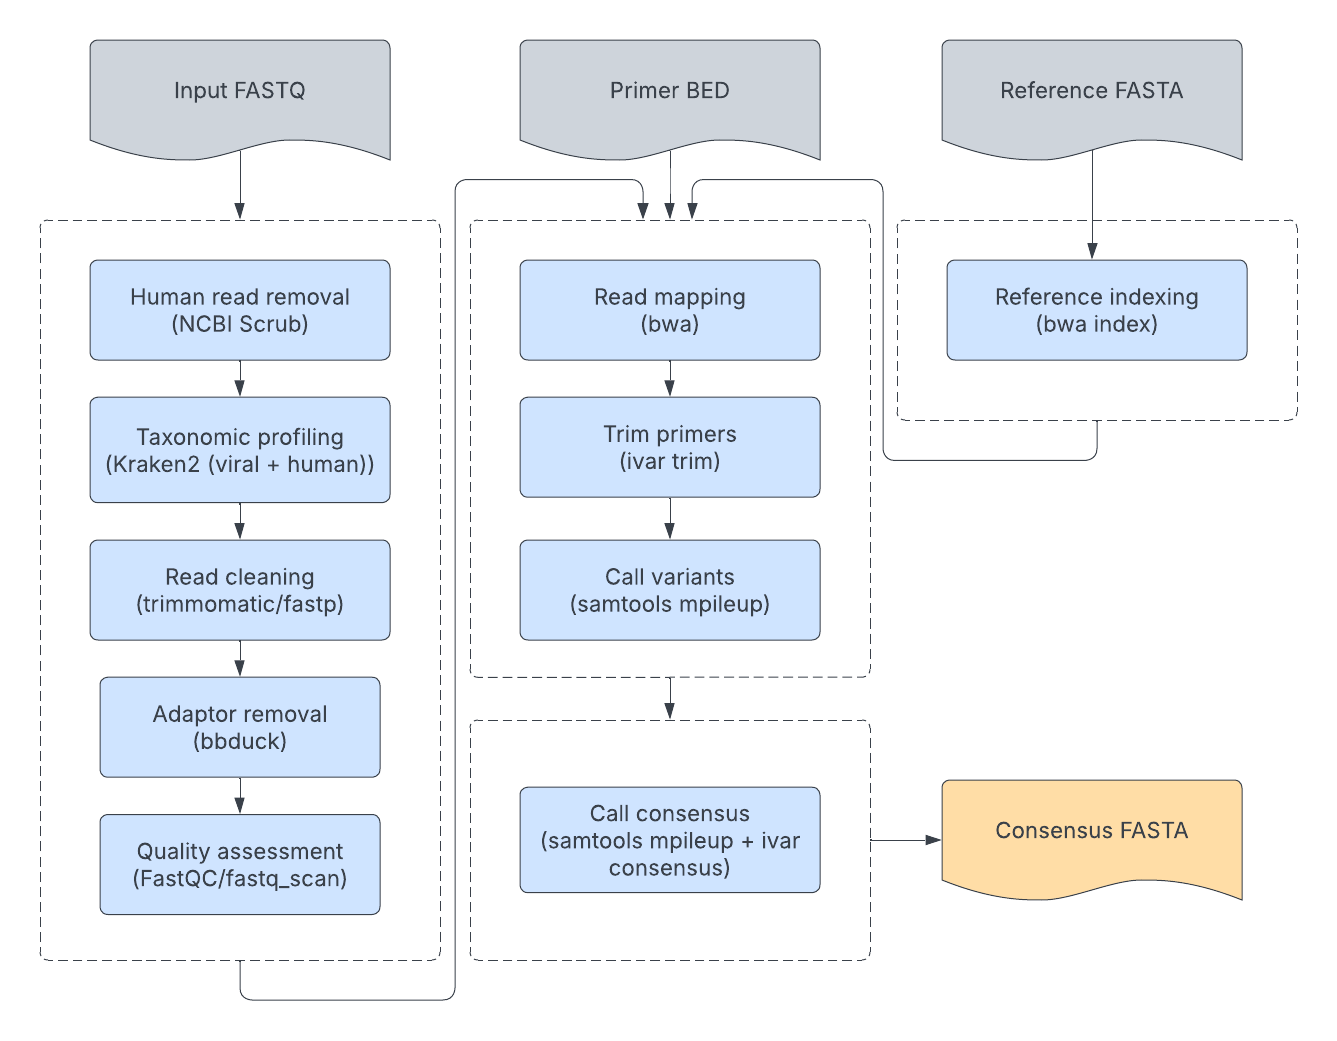 Input FASTQ
Primer BED
Reference FASTA
Human read removal
(NCBI Scrub)
Taxonomic profiling
(Kraken2 (viral + human))
Read cleaning
(trimmomatic/fastp)
Adaptor removal
(bbduck)
Quality assessment
(FastQC/fastq_scan)
Read mapping
(bwa)
Trim primers
(ivar trim)
Call variants
(samtools mpileup)
Reference indexing
(bwa index)
Call consensus
(samtools mpileup + ivar
consensus)
Consensus FASTA